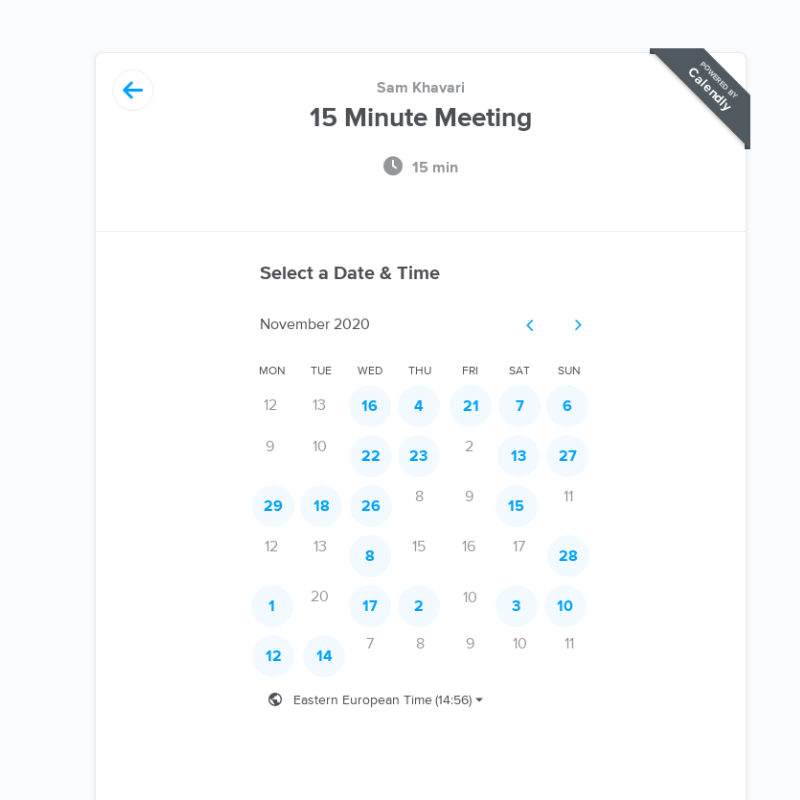 POWERED BY
Calendly
Sam Khavari
15 Minute Meeting
15 min
Select a Date & Time
November 2020
MON TUE WED THU FRI SAT SUN
12 13 16 4 21 7 6
9 10 22 23 2 13 27
29 18 26 8 9 15 11
12 13 8 15 16 17 28
1 20 17 2 10 3 10
12 14 7 8 9 10 11
Eastern European Time (14:56)